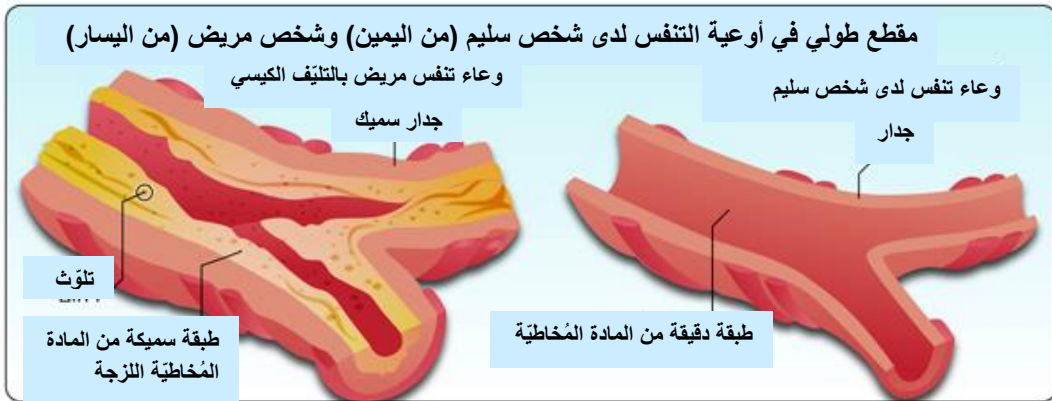 مقطع طولي في أوعية التنفس لدى شخص سليم (من اليمين) وشخص مريض (من اليسار)
وعاء تنفس لدى شخص سليم
جدار
طبقة دقيقة من المادة المُخاطيّة
وعاء تنفس مريض بالتليّف الكيسي
جدار سميك
تلوّث
طبقة سميكة من المادة
المُخاطيّة اللزجة